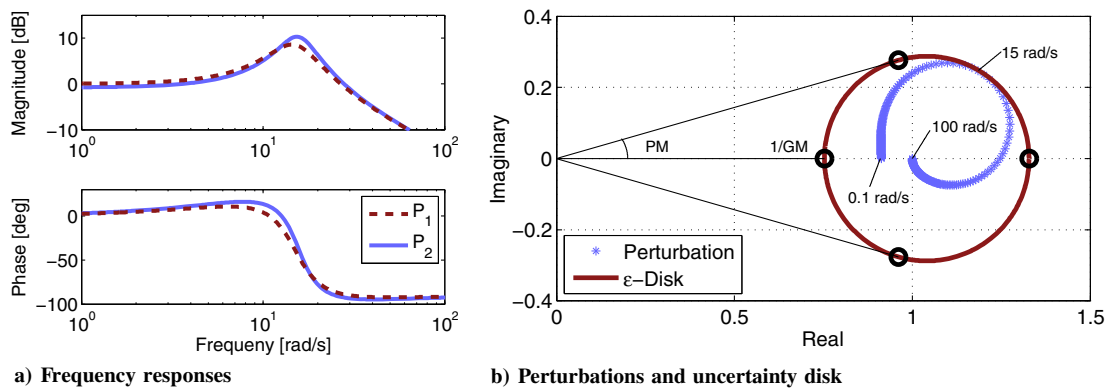 Magnitude [dB]
10
0
−10
10^0
10^1
10^2
Phase [deg]
0
−50
−100
P_1
P_2
10^0
10^1
10^2
Frequeny [rad/s]
a) Frequency responses
Imaginary
0.4
0.2
0
−0.2
−0.4
15 rad/s
100 rad/s
PM
1/GM
0.1 rad/s
Perturbation
ε−Disk
0
0.5
1
1.5
Real
b) Perturbations and uncertainty disk